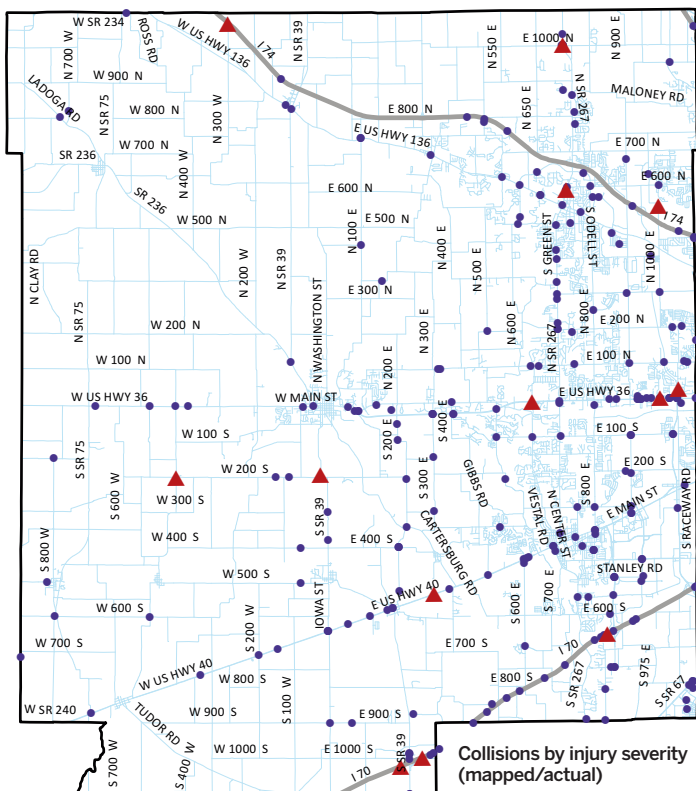 W SR 234
ROSS RD
W US HWY 136
I 74
N SR 39
N 550 E
E 1000 N
N 900 E
N 700 W
W 900 N
N SR 75
LADOGA RD
W 800 N
N 300 W
E 800 N
N 650 E
N SR 267
MALONEY RD
E US HWY 136
W 700 N
E 700 N
SR 236
N 400 W
SR 236
E 600 N
E 600 N
W 500 N
E 500 N
I 74
N CLAY RD
N 200 W
N SR 39
N 100 E
N 400 E
N 500 E
S GREEN ST
S ODELL ST
N 1000 E
E 300 N
N SR 75
W 200 N
N WASHINGTON ST
N 300 E
N 600 E
N SR 267
N 800 E
E 200 N
W 100 N
N 200 E
E 100 N
W US HWY 36
W MAIN ST
E US HWY 36
W 100 S
S 200 E
S 400 E
E 100 S
S SR 75
S 600 W
W 200 S
S 300 E
GIBBS RD
E 200 S
W 300 S
S SR 39
CARTERSBURG RD
VESTAL RD
N CENTER ST
S 800 E
E MAIN ST
S RACEWAY RD
W 400 S
E 400 S
S 800 W
W 500 S
IOWA ST
E US HWY 40
S 600 E
S 700 E
STANLEY RD
W 600 S
S 200 W
E 600 S
W 700 S
E 700 S
I 70
W US HWY 40
W 800 S
S 100 W
E 800 S
S SR 267
S 975 E
S SR 67
W SR 240
TUDOR RD
W 900 S
E 900 S
S 700 W
S 400 W
W 1000 S
E 1000 S
S SR 39
I 70
Collisions by injury severity
(mapped/actual)